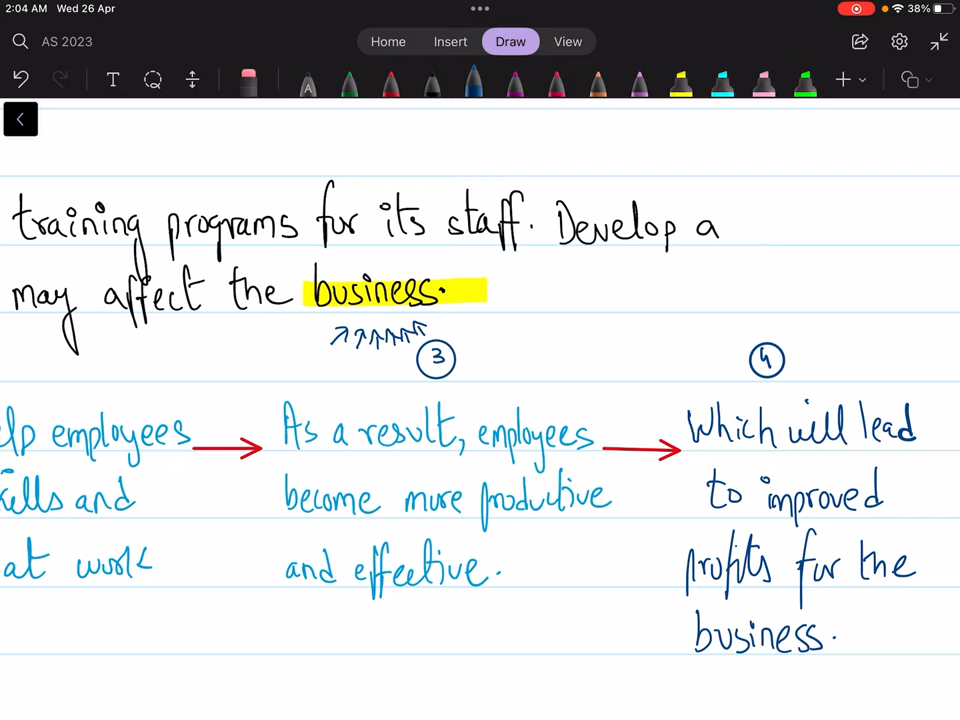 2:04 AM Wed 26 Apr
38%
AS 2023
Home Insert Draw View
T
A
training programs for its staff. Develop a
may affect the business.
3
4
employees
As a result, employees
Which will lead
and
become more productive
to improved
at work
and effective.
profits for the
business.